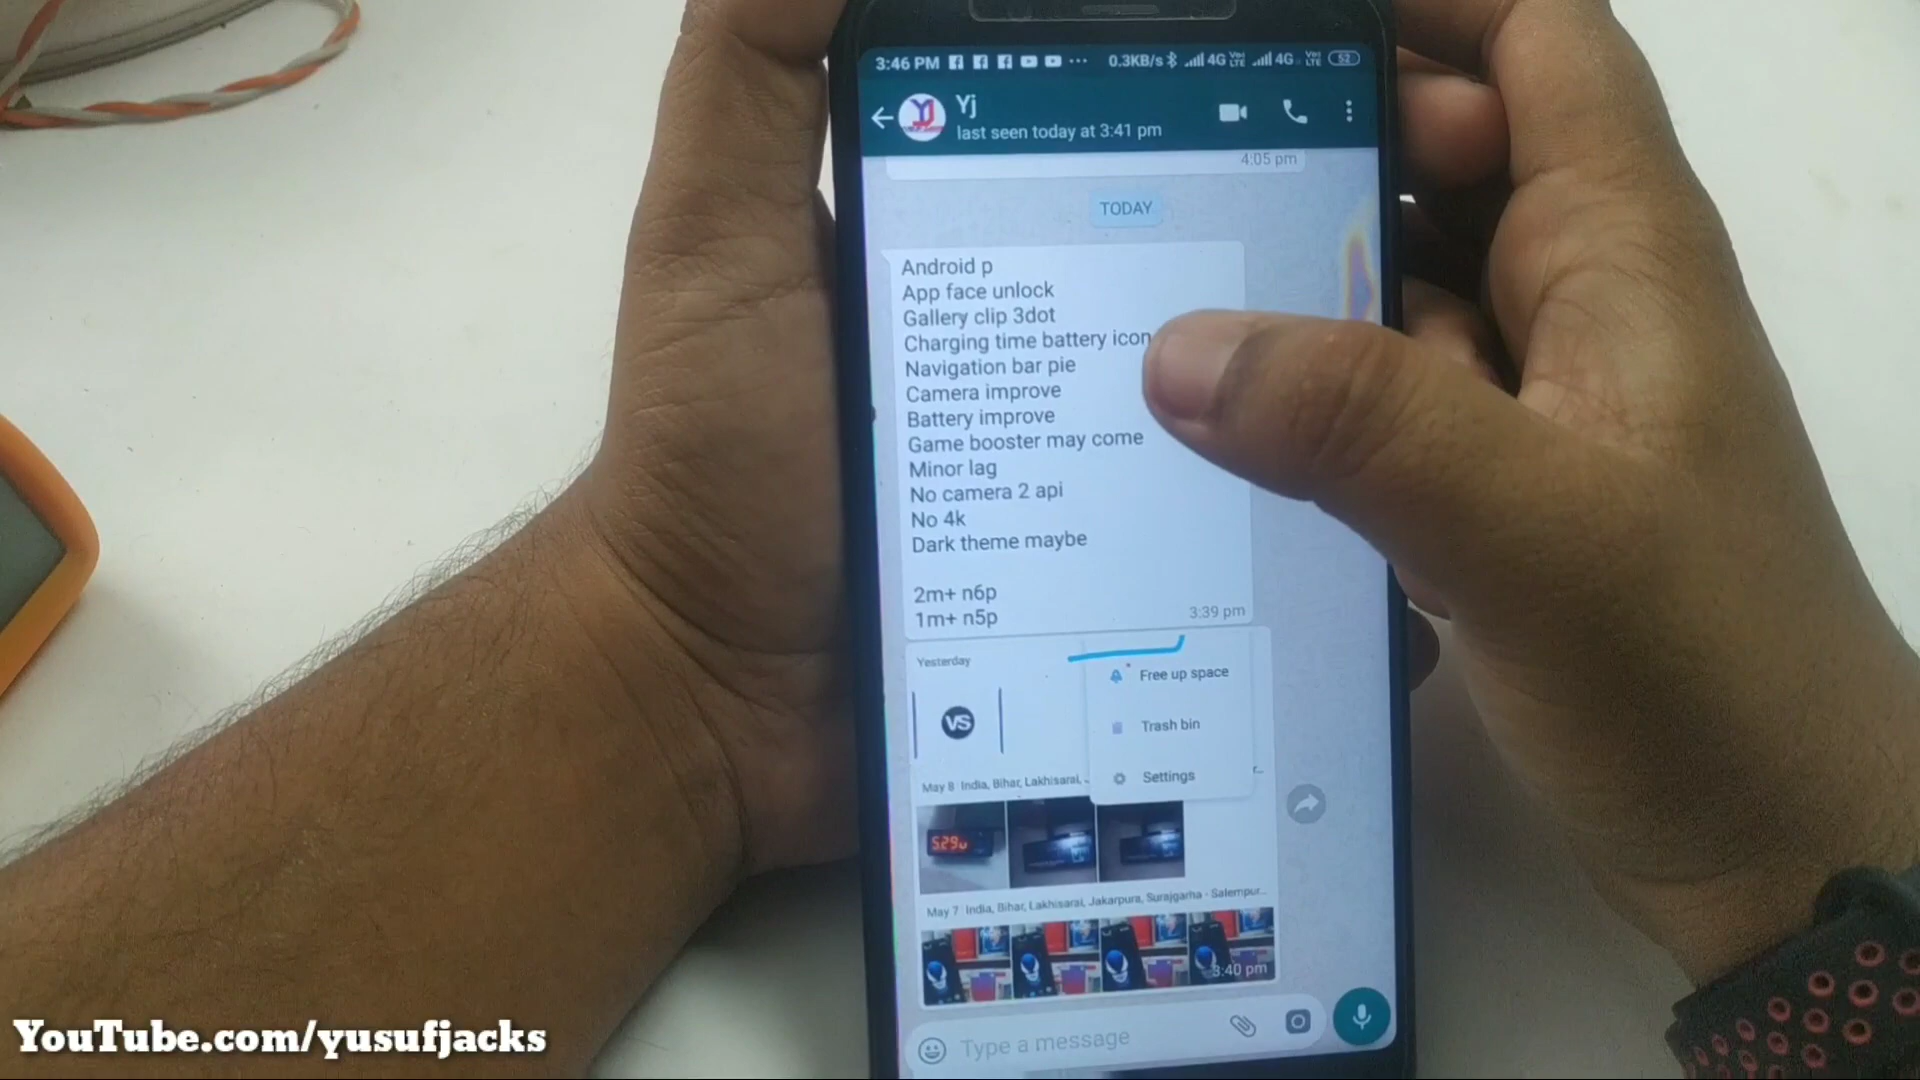 3:46 PM 0.3KB/s 4G VoLTE 4G VoLTE 52
Yj
last seen today at 3:41 pm
4:05 pm
TODAY
Android p
App face unlock
Gallery clip 3dot
Charging time battery icon
Navigation bar pie
Camera improve
Battery improve
Game booster may come
Minor lag
No camera 2 api
No 4k
Dark theme maybe
2m+ n6p
1m+ n5p
3:39 pm
Yesterday
Free up space
VS
Trash bin
Settings
May 8 India, Bihar, Lakhisarai,
May 7 India, Bihar, Lakhisarai, Jakarpura, Surajgarha - Salempur...
3:40 pm
Type a message
YouTube.com/yusufjacks